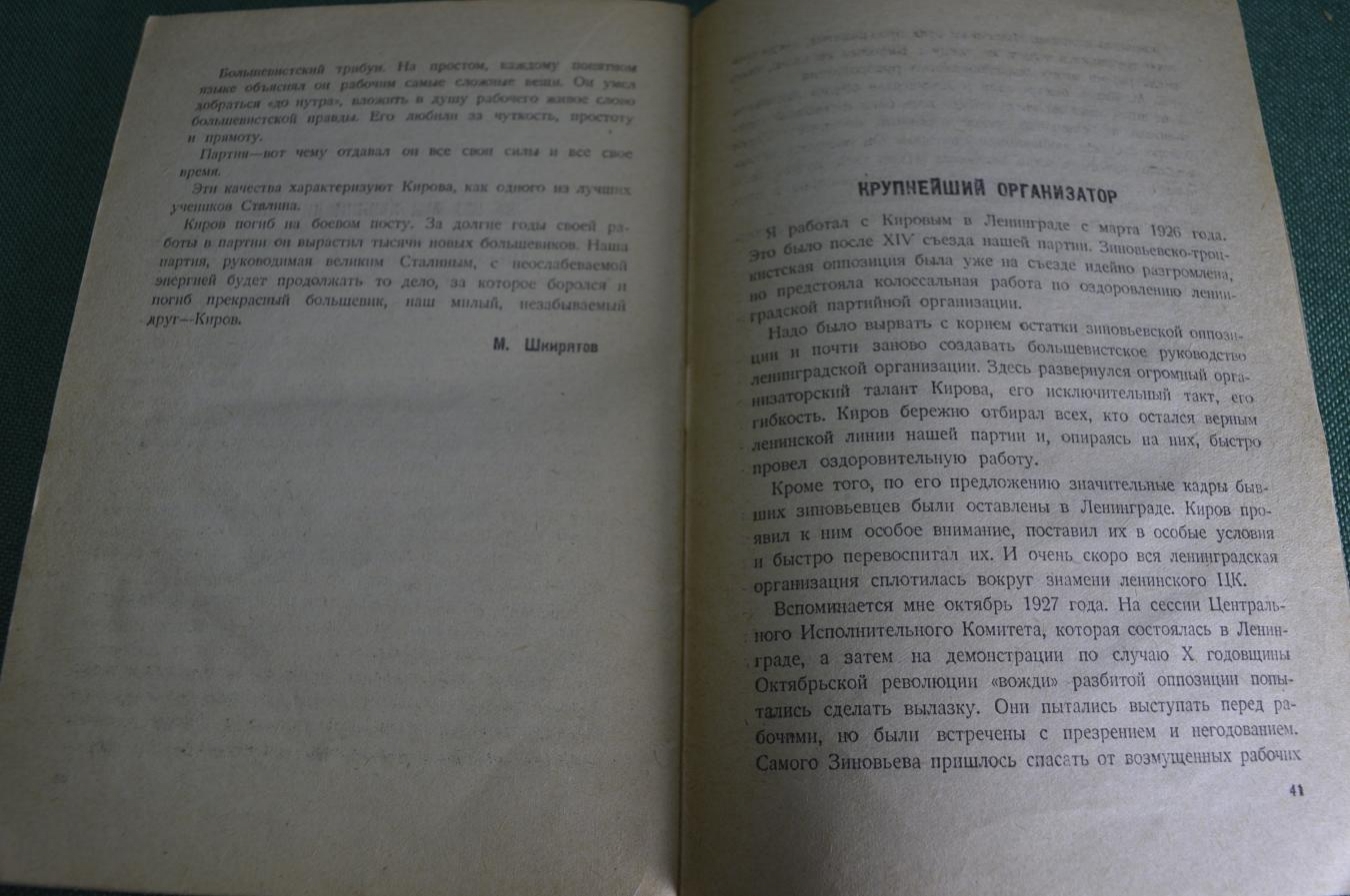 Большевистский трибун. На простом, каждому понятном
языке объяснял он рабочим самые сложные вещи. Он умел
добраться «до нутра», вложить в душу рабочего живое слово
большевистской правды. Его любили за чуткость, простоту
и прямоту.
Партия—вот чему отдавал он все свои силы и все свое
время.
Эти качества характеризуют Кирова, как одного из лучших
учеников Сталина.
Киров погиб на боевом посту. За долгие годы своей ра-
боты в партии он вырастил тысячи новых большевиков. Наша
партия, руководимая великим Сталиным, с неослабеваемой
энергией будет продолжать то дело, за которое боролся и
погиб прекрасный большевик, наш милый, незабываемый
друг—Киров.
М. Шкирятов
КРУПНЕЙШИЙ ОРГАНИЗАТОР
Я работал с Кировым в Ленинграде с марта 1926 года.
Это было после XIV съезда нашей партии. Зиновьевско-троц-
кистская оппозиция была уже на съезде идейно разгромлена,
но предстояла колоссальная работа по оздоровлению ленин-
градской партийной организации.
Надо было вырвать с корнем остатки зиновьевской оппози-
ции и почти заново создавать большевистское руководство
ленинградской организации. Здесь развернулся огромный орга-
низаторский талант Кирова, его исключительный такт, его
гибкость. Киров бережно отбирал всех, кто остался верным
ленинской линии нашей партии и, опираясь на них, быстро
провел оздоровительную работу.
Кроме того, по его предложению значительные кадры быв-
ших зиновьевцев были оставлены в Ленинграде. Киров про-
явил к ним особое внимание, поставил их в особые условия
и быстро перевоспитал их. И очень скоро вся ленинградская
организация сплотилась вокруг знамени ленинского ЦК.
Вспоминается мне октябрь 1927 года. На сессии Централь-
ного Исполнительного Комитета, которая состоялась в Ленин-
граде, а затем на демонстрации по случаю X годовщины
Октябрьской революции «вожди» разбитой оппозиции попы-
тались сделать вылазку. Они пытались выступать перед ра-
бочими, но были встречены с презрением и негодованием.
Самого Зиновьева пришлось спасать от возмущенных рабочих
41